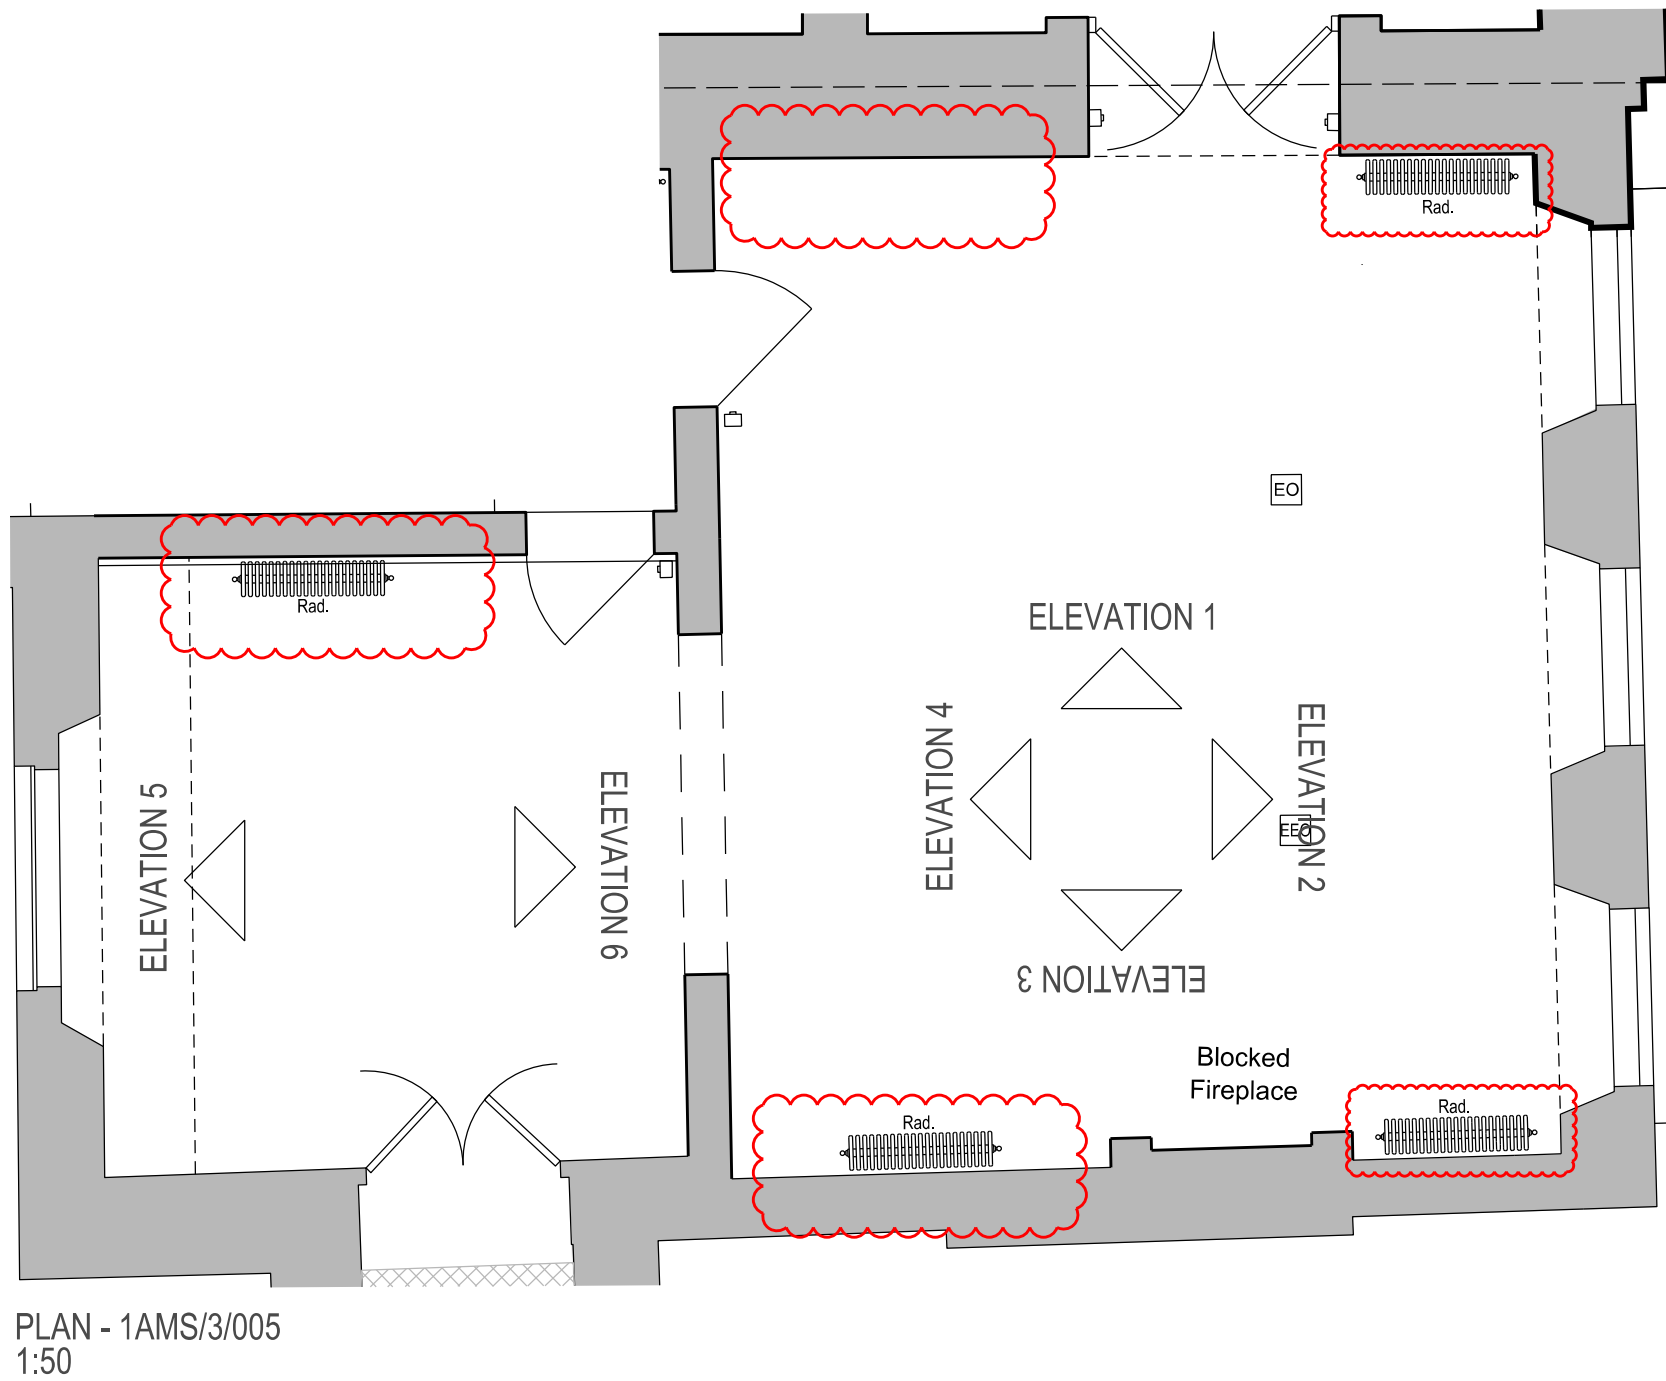 Rad.
EO
Rad.
ELEVATION 1
ELEVATION 4
ELEVATION 2
EEO
ELEVATION 5
ELEVATION 6
ELEVATION 3
Blocked
Fireplace
Rad.
Rad.
PLAN - 1AMS/3/005
1:50